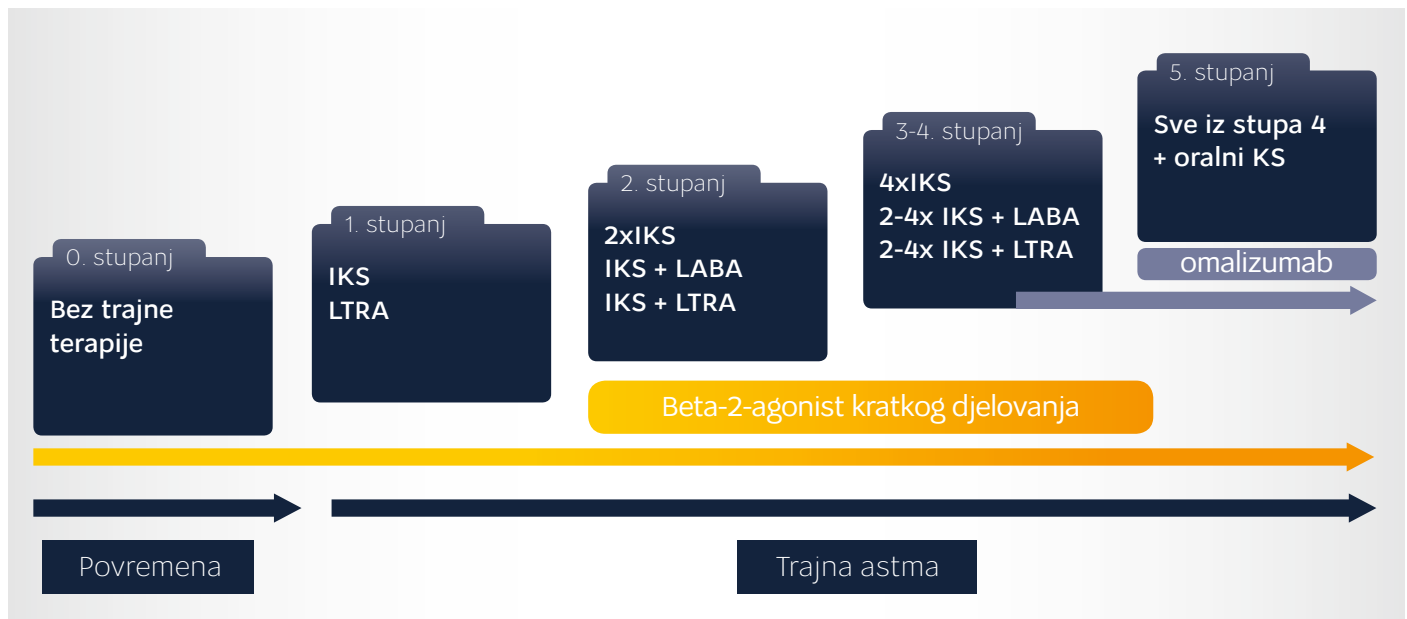 0. stupanj
Bez trajne
terapije
1. stupanj
IKS
LTRA
2. stupanj
2xIKS
IKS + LABA
IKS + LTRA
3-4. stupanj
4xIKS
2-4x IKS + LABA
2-4x IKS + LTRA
5. stupanj
Sve iz stupa 4
+ oralni KS
omalizumab
Beta-2-agonist kratkog djelovanja
Povremena
Trajna astma